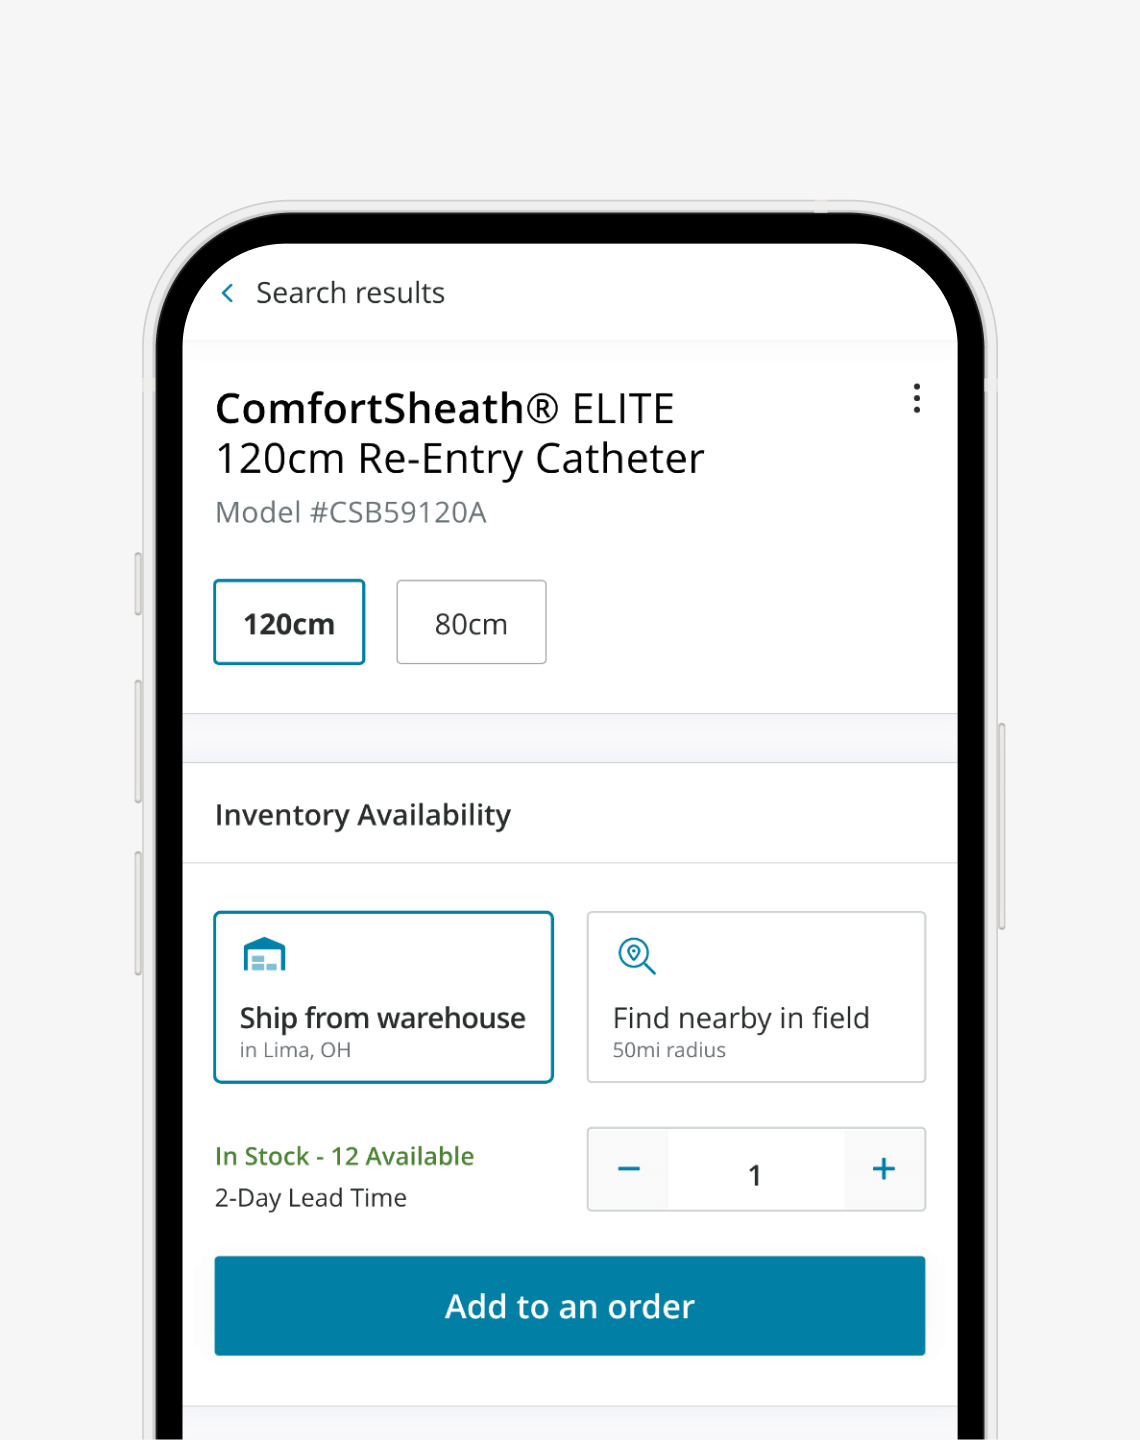 Search results
ComfortSheath® ELITE
120cm Re-Entry Catheter
Model #CSB59120A
120cm
80cm
Inventory Availability
Ship from warehouse
in Lima, OH
Find nearby in field
50mi radius
In Stock - 12 Available
2-Day Lead Time
1
Add to an order